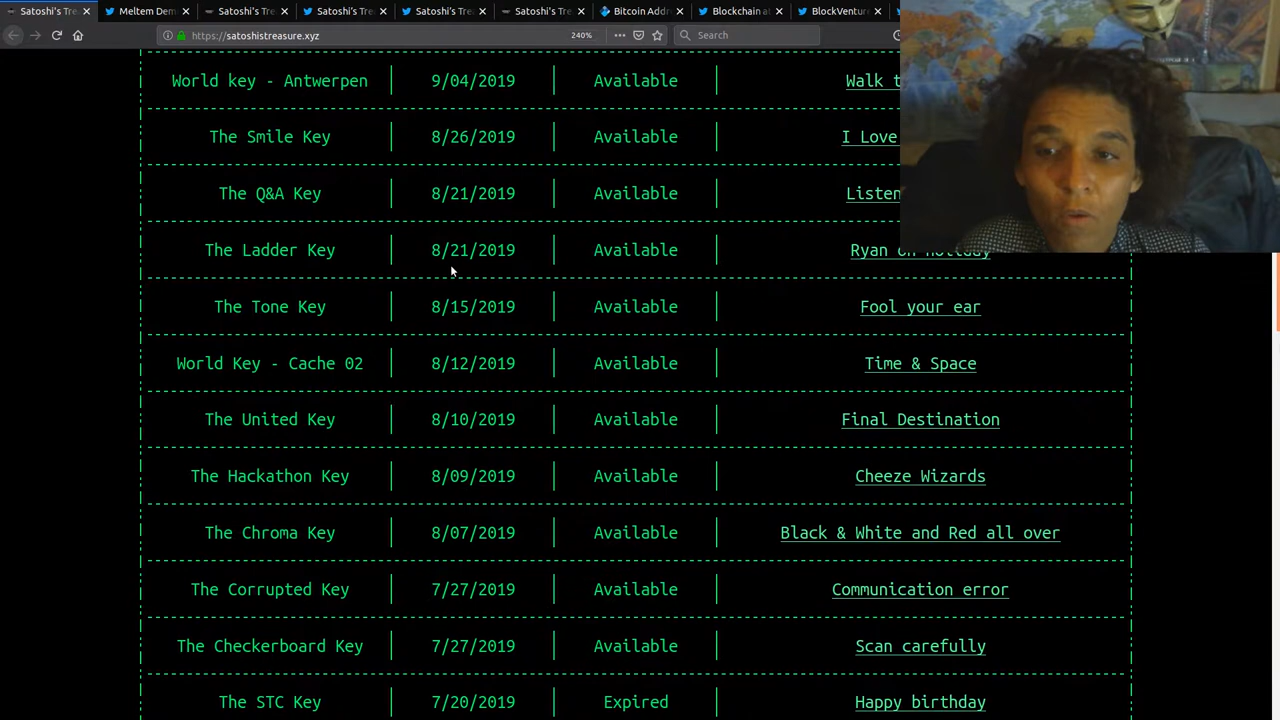 Satoshi's Tre
Meltem Dem
Satoshi's Tre
Satoshi's Tre
Satoshi's Tre
Satoshi's Tre
Bitcoin Addr
Blockchain a
BlockVentur
https://satoshistreasure.xyz
240%
Search
World key - Antwerpen 9/04/2019 Available Walk t
The Smile Key 8/26/2019 Available I Love
The Q&A Key 8/21/2019 Available Listen
The Ladder Key 8/21/2019 Available Ryan on holiday
The Tone Key 8/15/2019 Available Fool your ear
World Key - Cache 02 8/12/2019 Available Time & Space
The United Key 8/10/2019 Available Final Destination
The Hackathon Key 8/09/2019 Available Cheeze Wizards
The Chroma Key 8/07/2019 Available Black & White and Red all over
The Corrupted Key 7/27/2019 Available Communication error
The Checkerboard Key 7/27/2019 Available Scan carefully
The STC Key 7/20/2019 Expired Happy birthday